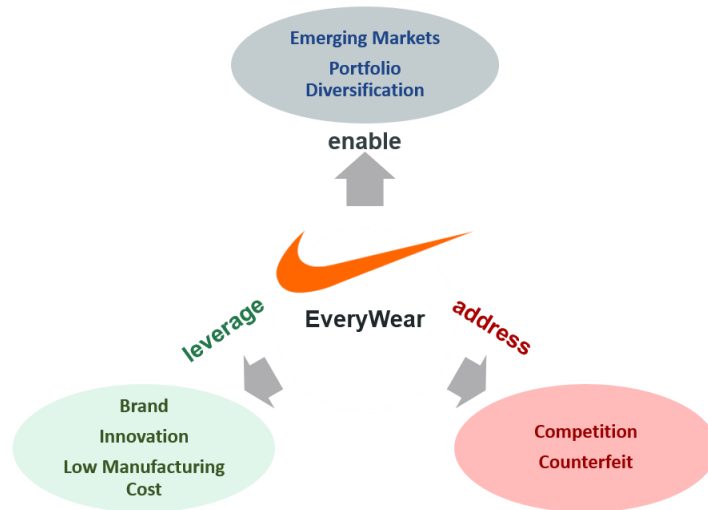 Emerging Markets
Portfolio
Diversification
enable
leverage
EveryWear
address
Brand
Innovation
Low Manufacturing
Cost
Competition
Counterfeit